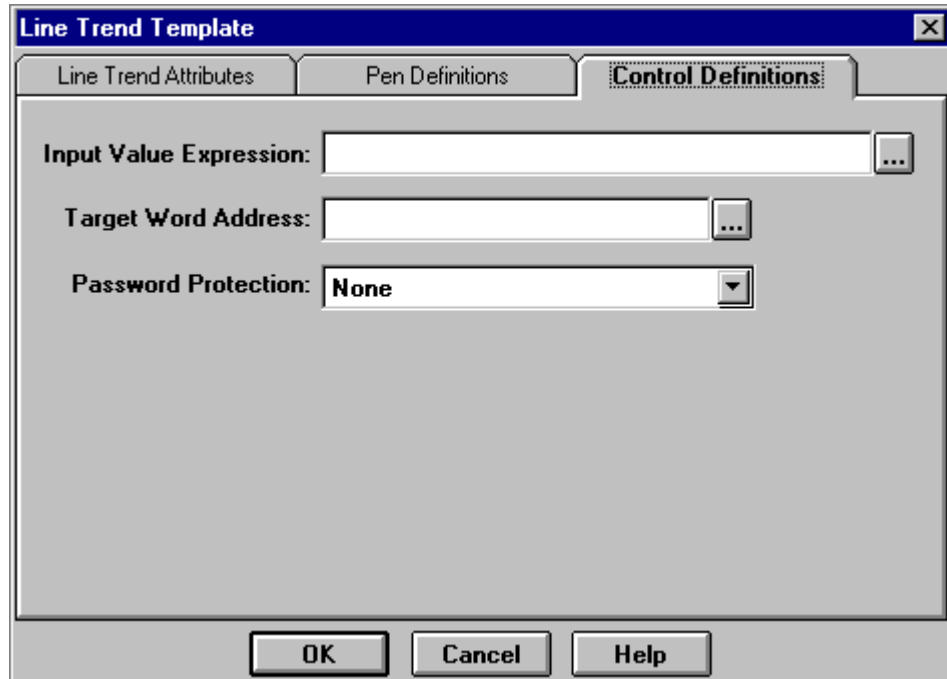 Line Trend Template
Line Trend Attributes
Pen Definitions
Control Definitions
Input Value Expression:
...
Target Word Address:
...
Password Protection: None
OK
Cancel
Help